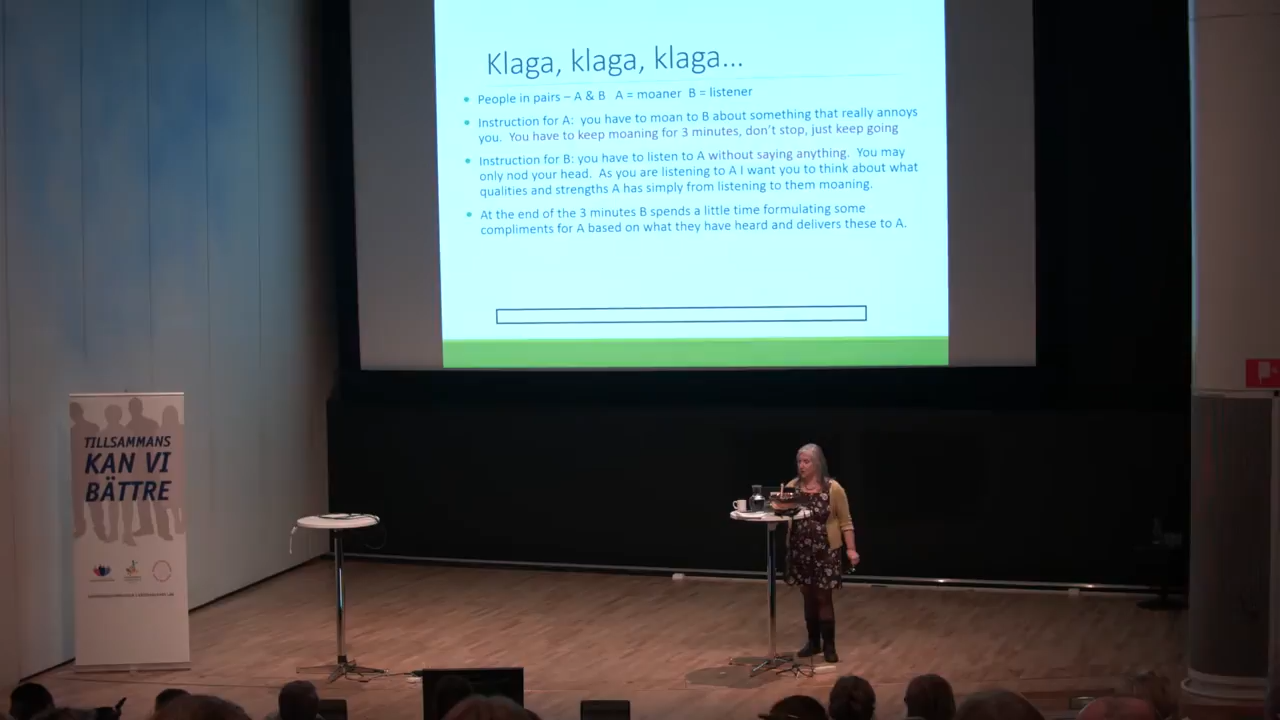 Klaga, klaga, klaga...
People in pairs – A & B A = moaner B = listener
Instruction for A: you have to moan to B about something that really annoys
you. You have to keep moaning for 3 minutes, don't stop, just keep going
Instruction for B: you have to listen to A without saying anything. You may
only nod your head. As you are listening to A I want you to think about what
qualities and strengths A has simply from listening to them moaning.
At the end of the 3 minutes B spends a little time formulating some
compliments for A based on what they have heard and delivers these to A.
TILLSAMMANS
KAN VI
BÄTTRE